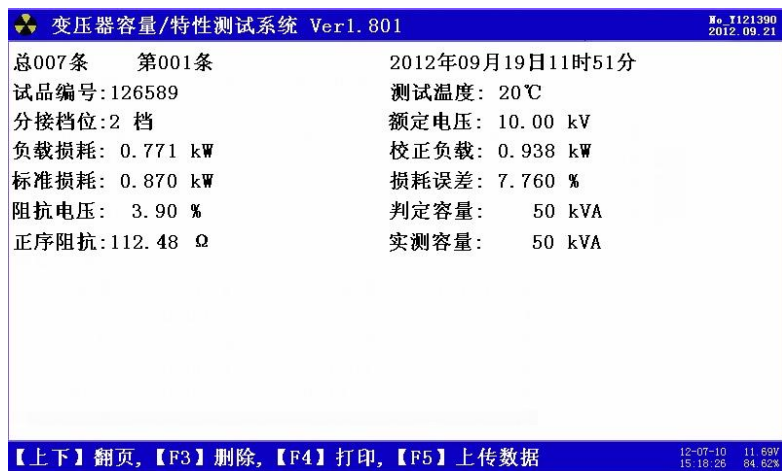 变压器容量/特性测试系统 Ver1.801
No_Y121390
2012.09.21
总007条 第001条 2012年09月19日11时51分
试品编号:126589 测试温度: 20℃
分接档位:2 档 额定电压: 10.00 kV
负载损耗: 0.771 kW 校正负载: 0.938 kW
标准损耗: 0.870 kW 损耗误差: 7.760 %
阻抗电压: 3.90 % 判定容量: 50 kVA
正序阻抗:112.48 Ω 实测容量: 50 kVA
【上下】翻页,【F3】删除,【F4】打印,【F5】上传数据
12-07-10 11.69V
15:18:26 84.62%